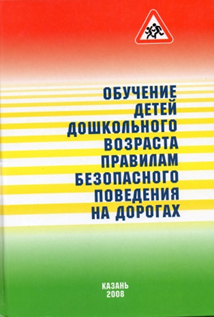 ОБУЧЕНИЕ
ДЕТЕЙ
ДОШКОЛЬНОГО
ВОЗРАСТА
ПРАВИЛАМ
БЕЗОПАСНОГО
ПОВЕДЕНИЯ
НА ДОРОГАХ
КАЗАНЬ
2008